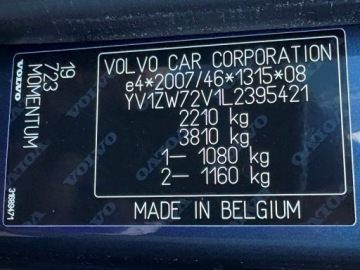 VOLVO CAR CORPORATION
e4*2007/46*1315*08
YV1ZW72V1L2395421
2210 kg
3810 kg
1– 1080 kg
2– 1160 kg
MADE IN BELGIUM
19
723
MOMENTUM
VOLVO